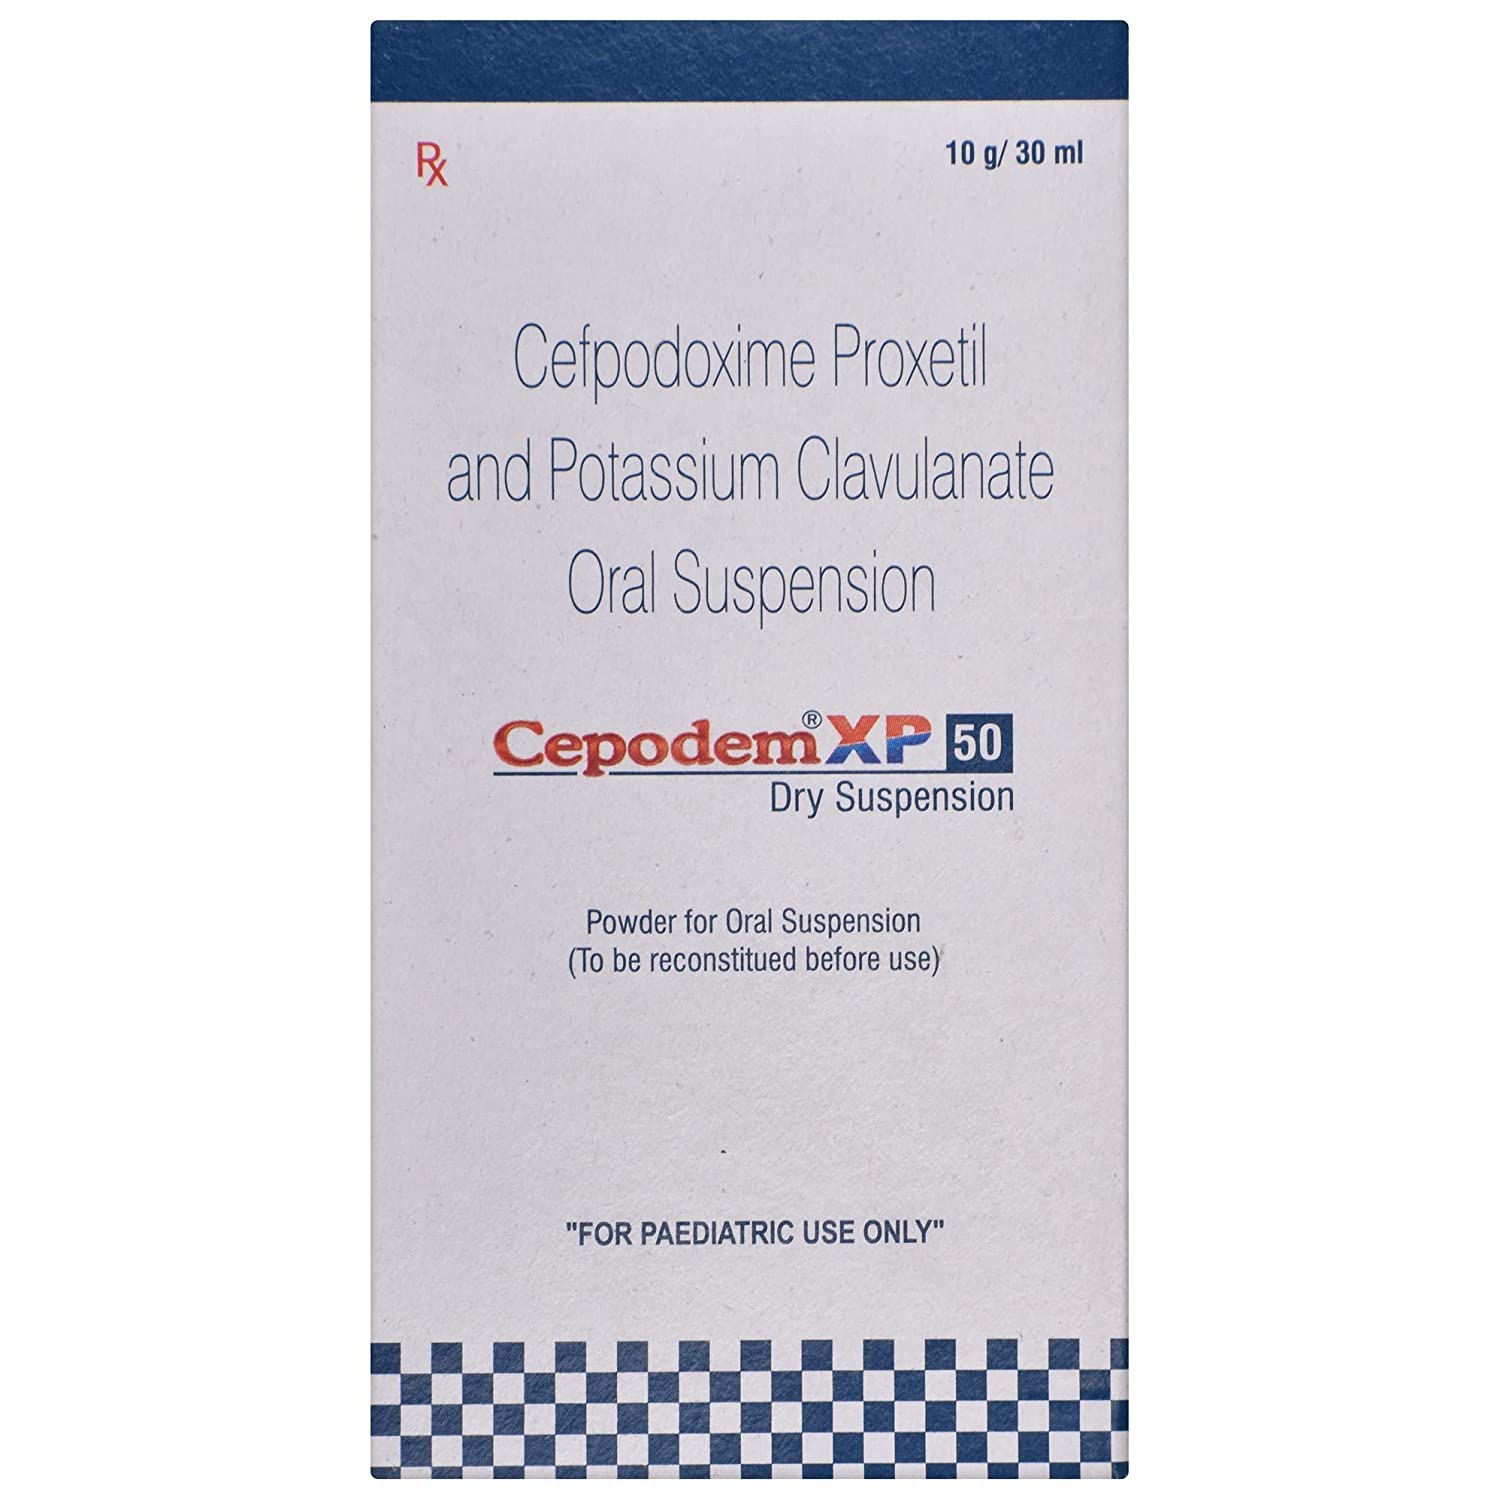 Rx
10 g/ 30 ml
Cefpodoxime Proxetil
and Potassium Clavulanate
Oral Suspension
Cepodem® XP 50
Dry Suspension
Powder for Oral Suspension
(To be reconstitued before use)
"FOR PAEDIATRIC USE ONLY"